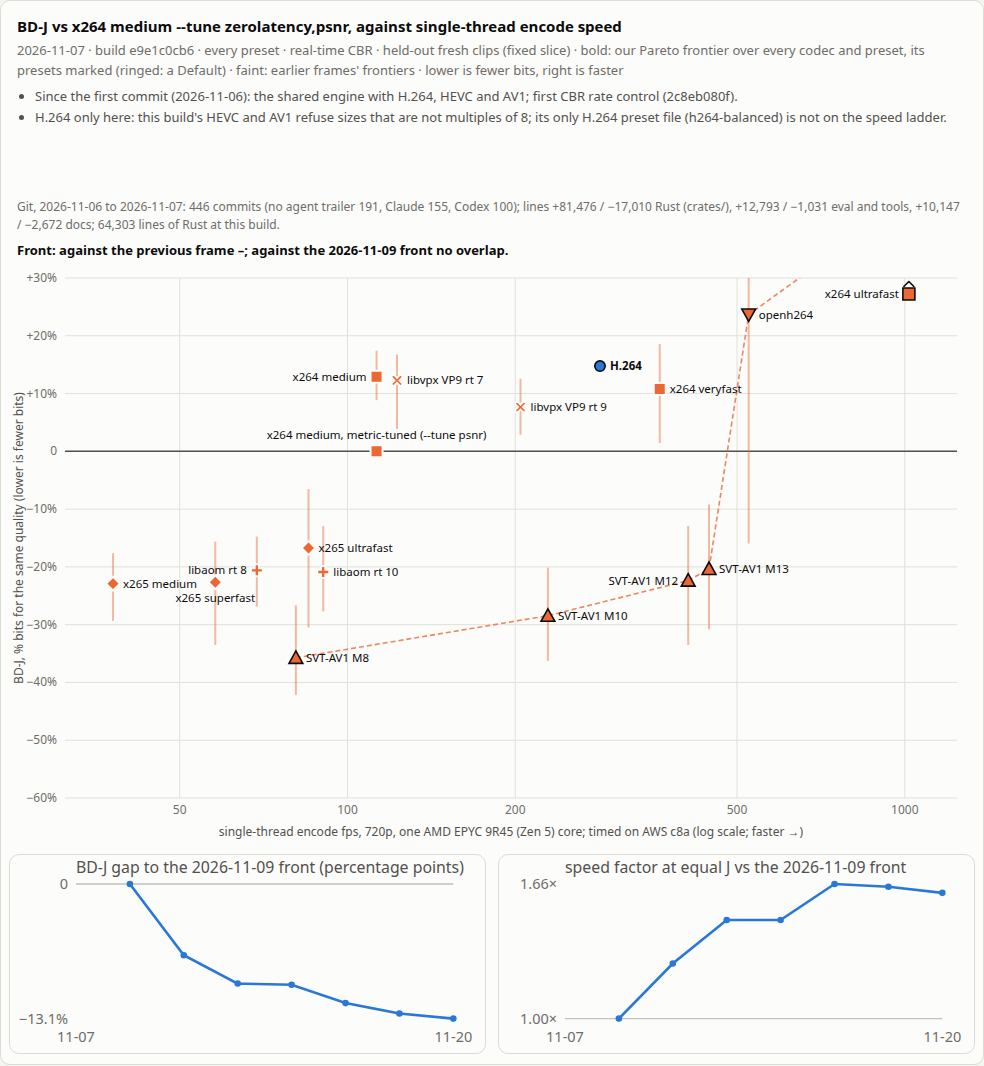 BD-J vs x264 medium --tune zerolatency,psnr, against single-thread encode speed
2026-11-07 · build e9e1c0cb6 · every preset · real-time CBR · held-out fresh clips (fixed slice) · bold: our Pareto frontier over every codec and preset, its
presets marked (ringed: a Default) · faint: earlier frames' frontiers · lower is fewer bits, right is faster
• Since the first commit (2026-11-06): the shared engine with H.264, HEVC and AV1; first CBR rate control (2c8eb080f).
• H.264 only here: this build's HEVC and AV1 refuse sizes that are not multiples of 8; its only H.264 preset file (h264-balanced) is not on the speed ladder.
Git, 2026-11-06 to 2026-11-07: 446 commits (no agent trailer 191, Claude 155, Codex 100); lines +81,476 / −17,010 Rust (crates/), +12,793 / −1,031 eval and tools, +10,147
/ −2,672 docs; 64,303 lines of Rust at this build.
Front: against the previous frame –; against the 2026-11-09 front no overlap.
+30%
x264 ultrafast
openh264
+20%
x264 medium
libvpx VP9 rt 7
H.264
x264 veryfast
+10%
libvpx VP9 rt 9
x264 medium, metric-tuned (--tune psnr)
0
−10%
x265 ultrafast
−20%
libaom rt 8
libaom rt 10
SVT-AV1 M13
x265 medium
SVT-AV1 M12
x265 superfast
SVT-AV1 M10
−30%
SVT-AV1 M8
−40%
−50%
−60%
BD-J, % bits for the same quality (lower is fewer bits)
50
100
200
500
1000
single-thread encode fps, 720p, one AMD EPYC 9R45 (Zen 5) core; timed on AWS c8a (log scale; faster →)
BD-J gap to the 2026-11-09 front (percentage points)
0
−13.1%
11-07
11-20
speed factor at equal J vs the 2026-11-09 front
1.66×
1.00×
11-07
11-20